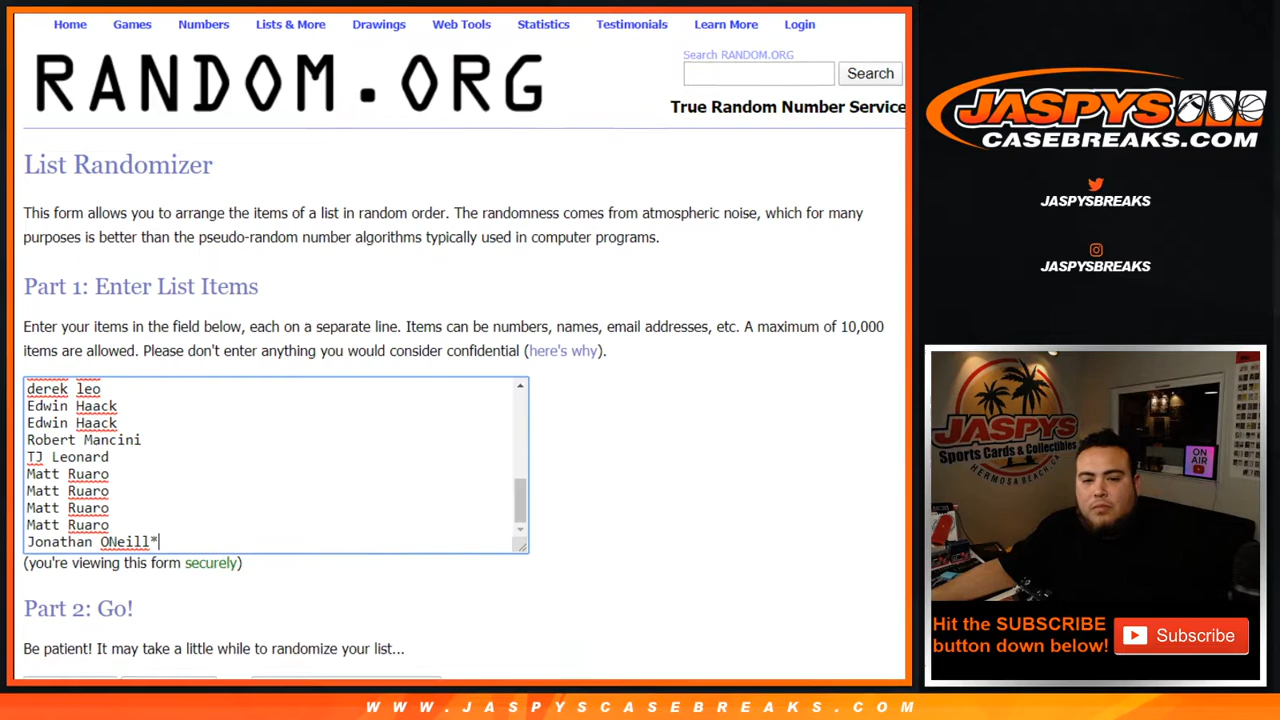 Home Games Numbers Lists & More Drawings Web Tools Statistics Testimonials Learn More Login
RANDOM.ORG
Search RANDOM.ORG
Search
True Random Number Service
List Randomizer
This form allows you to arrange the items of a list in random order. The randomness comes from atmospheric noise, which for many
purposes is better than the pseudo-random number algorithms typically used in computer programs.
Part 1: Enter List Items
Enter your items in the field below, each on a separate line. Items can be numbers, names, email addresses, etc. A maximum of 10,000
items are allowed. Please don't enter anything you would consider confidential (here's why).
derek leo
Edwin Haack
Edwin Haack
Robert Mancini
TJ Leonard
Matt Ruaro
Matt Ruaro
Matt Ruaro
Matt Ruaro
Jonathan ONeill*
(you're viewing this form securely)
Part 2: Go!
Be patient! It may take a little while to randomize your list...
JASPYS
CASEBREAKS.COM
JASPYSBREAKS
JASPYSBREAKS
JASPYS
Sports Cards & Collectibles
HERMOSA BEACH, CA
ON
AIR
Hit the SUBSCRIBE
button down below!
Subscribe
WWW.JASPYSCASEBREAKS.COM